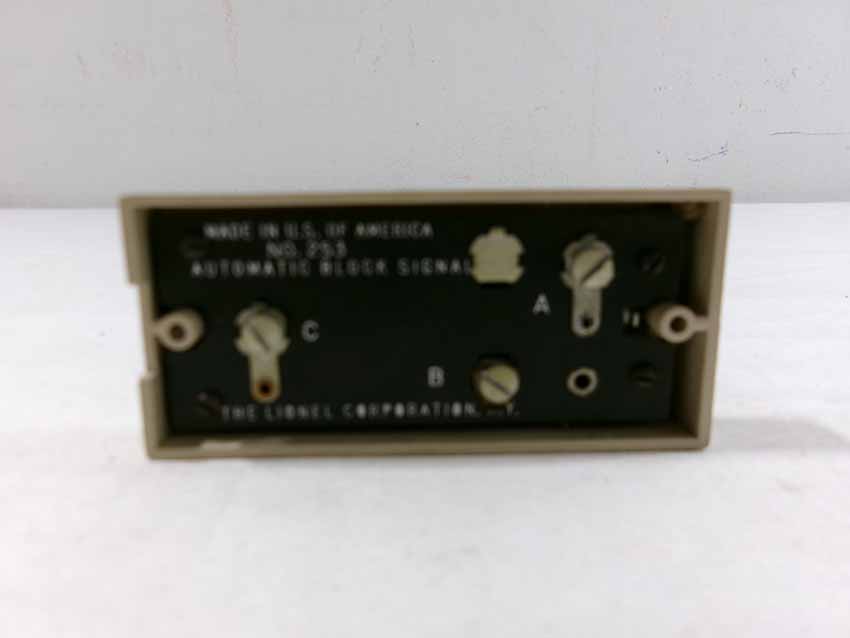 MADE IN U.S. OF AMERICA
NO. 253
AUTOMATIC BLOCK SIGNAL
A
C
B
THE LIONEL CORPORATION, Y.